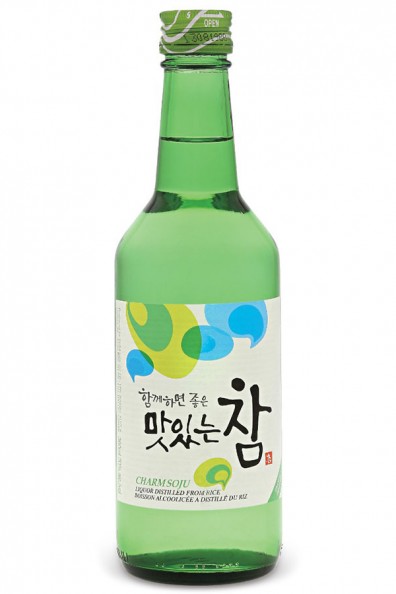 OPEN
함께하면 좋은
맛있는 참
CHARM SOJU
LIQUOR DISTILLED FROM RICE
BOISSON ALCOOLICÉE A DISTILLÉ DU RIZ